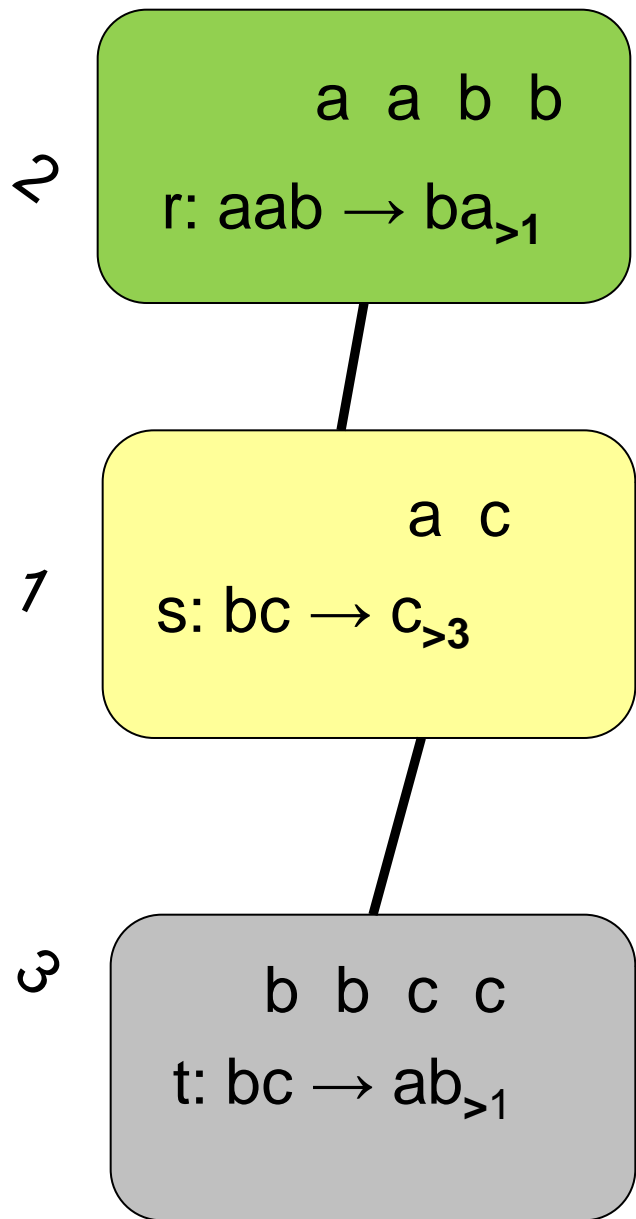 2
a a b b
r: aab → ba>1
1
a c
s: bc → c>3
3
b b c c
t: bc → ab>1